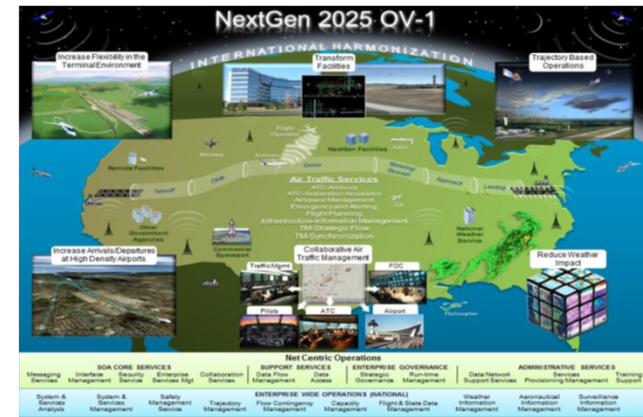 NextGen 2025 OV-1
INTERNATIONAL HARMONIZATION
Increase Flexibility in the
Terminal Environment
Transform
Facilities
Trajectory Based
Operations
Flight
Operator
Military
Airlines
NextGen Facilities
Remote Facilities
Takeoff
Climb
Cruise
Metering/
Descent
Approach
Landing
Air Traffic Services
ATC-Advisory
ATC-Separation Assurance
Airspace Management
Emergency and Alerting
Flight Planning
Infrastructure-Information Management
TM-Strategic Flow
TM-Synchronization
Other
Government
Agencies
Commercial
Spaceport
National
Weather
Service
Increase Arrivals/Departures
at High Density Airports
Collaborative Air
Traffic Management
Traffic Mgmt
FOC
Pilots
ATC
Airport
Helicopter
Reduce Weather
Impact
Net Centric Operations
SOA CORE SERVICES
Messaging
Services
Interface
Management
Security
Services
Enterprise
Services Mgt
Collaboration
Services
SUPPORT SERVICES
Data Flow
Management
Data
Access
ENTERPRISE GOVERNANCE
Strategic
Governance
Run-time
Management
ADMINISTRATIVE SERVICES
Data/Network
Support Services
Services
Provisioning Management
Training
Support
ENTERPRISE WIDE OPERATIONS (NATIONAL)
System &
Services
Analysis
System &
Services
Management
Safety
Management
Service
Trajectory
Management
Flow Contingency
Management
Capacity
Management
Flight & State Data
Management
Weather
Information
Management
Aeronautical
Information
Management
Surveillance
Information
Management